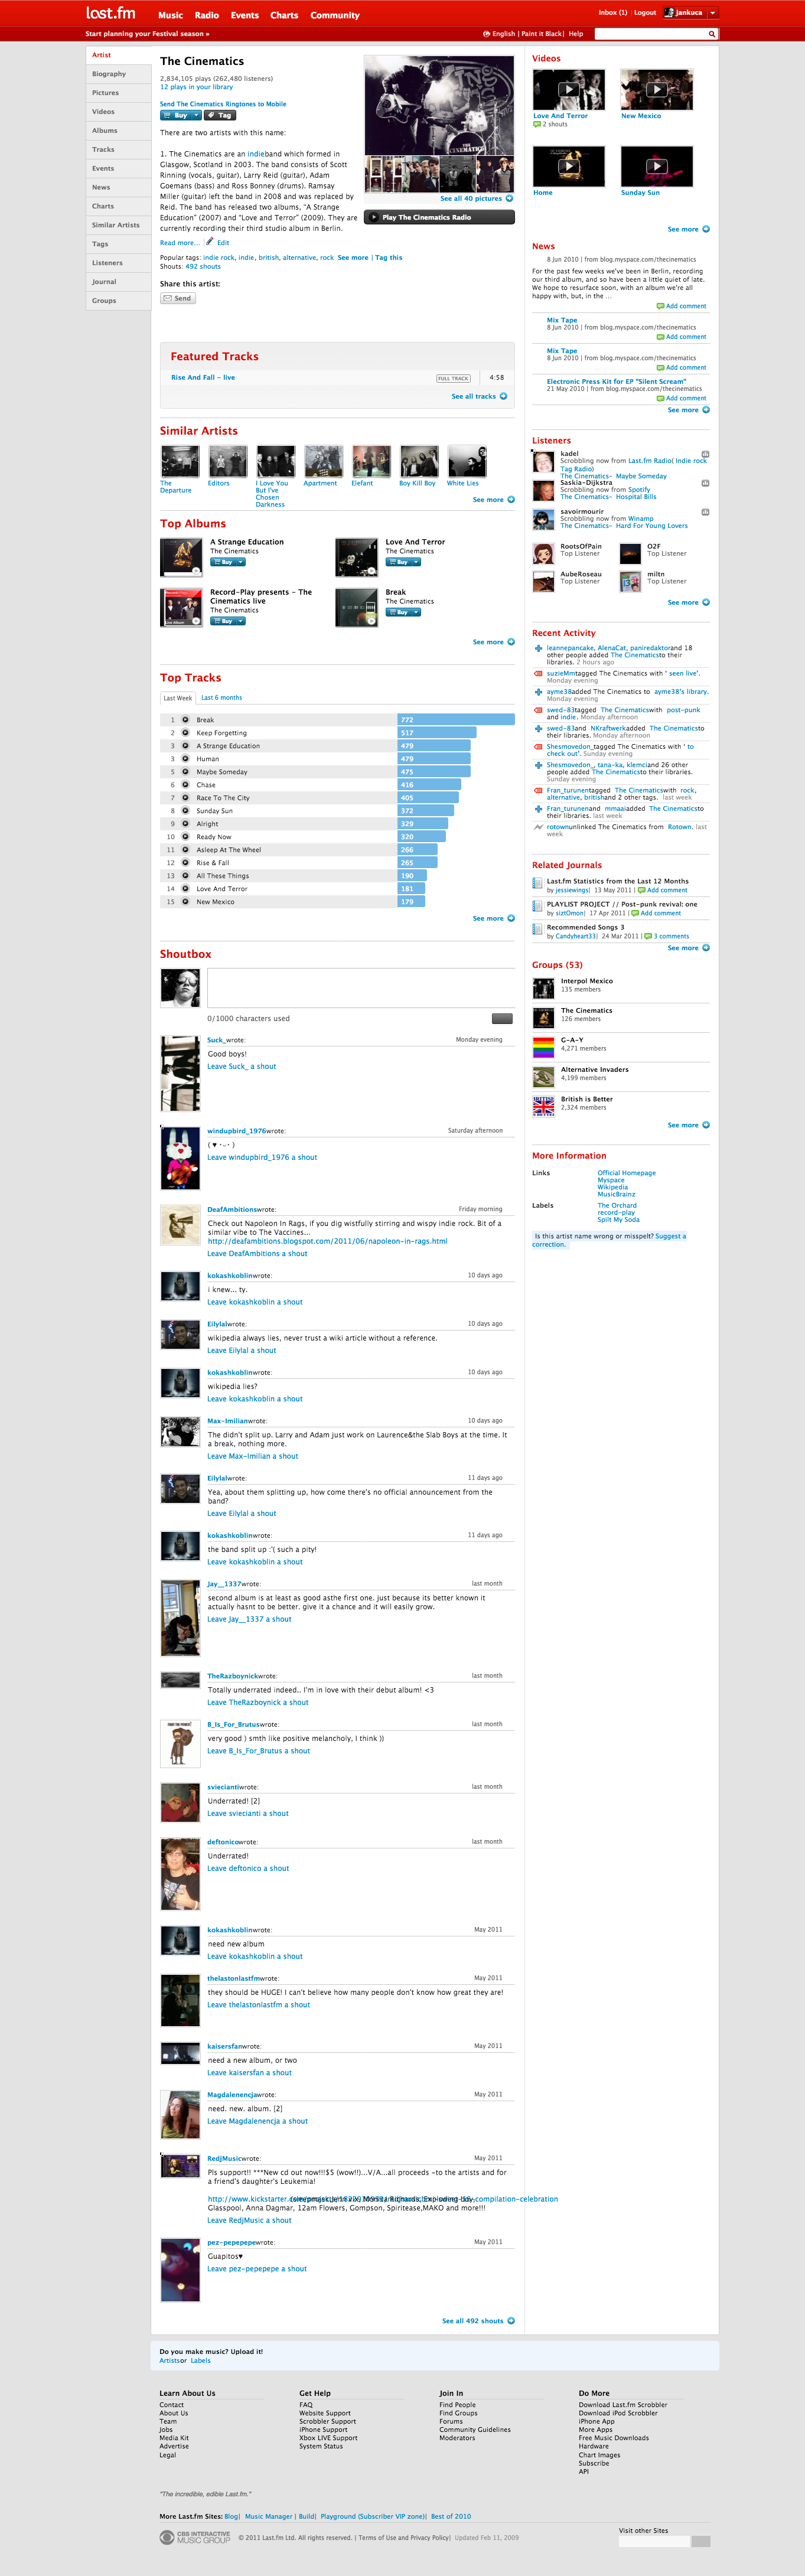 lost.fm
Music Radio Events Charts Community
Inbox (1) Logout Jankuca
Start planning your Festival season »
English | Paint It Black| Help
Artist
Biography
Pictures
Videos
Albums
Tracks
Events
News
Charts
Similar Artists
Tags
Listeners
Journal
Groups
The Cinematics
2,834,105 plays (262,480 listeners)
12 plays in your library
Send The Cinematics Ringtones to Mobile
Buy Tag
There are two artists with this name:
1. The Cinematics are an indieband which formed in
Glasgow, Scotland in 2003. The band consists of Scott
Rinning (vocals, guitar), Larry Reid (guitar), Adam
Goemans (bass) and Ross Bonney (drums). Ramsay
Miller (guitar) left the band in 2008 and was replaced by
Reid. The band has released two albums, “A Strange
Education” (2007) and “Love and Terror” (2009). They are
currently recording their third studio album in Berlin.
Read more… Edit
Popular tags: indie rock, indie, british, alternative, rock See more | Tag this
Shouts: 492 shouts
Share this artist:
Send
See all 40 pictures
Play The Cinematics Radio
Featured Tracks
Rise And Fall – live FULL TRACK 4:58
See all tracks
Similar Artists
The Departure
Editors
I Love You But I've Chosen Darkness
Apartment
Elefant
Boy Kill Boy
White Lies
See more
Top Albums
A Strange Education
The Cinematics
Buy
Love And Terror
The Cinematics
Buy
Record-Play presents – The
Cinematics live
The Cinematics
Buy
Break
The Cinematics
Buy
See more
Top Tracks
Last Week Last 6 months
1 Break 772
2 Keep Forgetting 517
3 A Strange Education 479
3 Human 479
5 Maybe Someday 475
6 Chase 416
7 Race To The City 405
8 Sunday Sun 372
9 Alright 329
10 Ready Now 320
11 Asleep At The Wheel 266
12 Rise & Fall 265
13 All These Things 190
14 Love And Terror 181
15 New Mexico 179
See more
Shoutbox
0/1000 characters used
Suck_wrote: Monday evening
Good boys!
Leave Suck_ a shout
windupbird_1976wrote: Saturday afternoon
( ♥ ･ᴗ･ )
Leave windupbird_1976 a shout
DeafAmbitionswrote: Friday morning
Check out Napoleon In Rags, if you dig wistfully stirring and wispy indie rock. Bit of a
similar vibe to The Vaccines...
http://deafambitions.blogspot.com/2011/06/napoleon-in-rags.html
Leave DeafAmbitions a shout
kokashkoblinwrote: 10 days ago
i knew... ty.
Leave kokashkoblin a shout
Eilylalwrote: 10 days ago
wikipedia always lies, never trust a wiki article without a reference.
Leave Eilylal a shout
kokashkoblinwrote: 10 days ago
wikipedia lies?
Leave kokashkoblin a shout
Max-Imilianwrote: 10 days ago
The didn't split up. Larry and Adam just work on Laurence&the Slab Boys at the time. It
a break, nothing more.
Leave Max-Imilian a shout
Eilylalwrote: 11 days ago
Yea, about them splitting up, how come there's no official announcement from the
band?
Leave Eilylal a shout
kokashkoblinwrote: 11 days ago
the band split up :'( such a pity!
Leave kokashkoblin a shout
Jay__1337wrote: last month
second album is at least as good asthe first one. just because its better known it
actually hasnt to be better. give it a chance and it will easily grow.
Leave Jay__1337 a shout
TheRazboynickwrote: last month
Totally underrated indeed.. I'm in love with their debut album! <3
Leave TheRazboynick a shout
B_Is_For_Brutuswrote: last month
very good ) smth like positive melancholy, I think ))
Leave B_Is_For_Brutus a shout
sviecianti​wrote: last month
Underrated! [2]
Leave sviecianti a shout
deftonicowrote: last month
Underrated!
Leave deftonico a shout
kokashkoblinwrote: May 2011
need new album
Leave kokashkoblin a shout
thelastonlastfmwrote: May 2011
they should be HUGE! I can't believe how many people don't know how great they are!
Leave thelastonlastfm a shout
kaisersfanwrote: May 2011
need a new album, or two
Leave kaisersfan a shout
Magdalenencjawrote: May 2011
need. new. album. [2]
Leave Magdalenencja a shout
RedjMusicwrote: May 2011
Pls support!! ***New cd out now!!!$5 (wow!!)...V/A...all proceeds -to the artists and for
a friend's daughter's Leukemia!
http://www.kickstarter.
compilation-celebration
Glasspool, Anna Dagmar, 12am Flowers, Gompson, Spiritease,MAKO and more!!!
Leave RedjMusic a shout
pez-pepepepewrote: May 2011
Guapitos♥
Leave pez-pepepepe a shout
See all 492 shouts
Videos
Love And Terror
2 shouts
New Mexico
Home
Sunday Sun
See more
News
8 Jun 2010 | from blog.myspace.com/thecinematics
For the past few weeks we've been in Berlin, recording
our third album, and so have been a little quiet of late.
We hope to resurface soon, with an album we're all
happy with, but, in the …
Add comment
Mix Tape
8 Jun 2010 | from blog.myspace.com/thecinematics
Add comment
Mix Tape
8 Jun 2010 | from blog.myspace.com/thecinematics
Add comment
Electronic Press Kit for EP "Silent Scream"
21 May 2010 | from blog.myspace.com/thecinematics
Add comment
See more
Listeners
kadel
Scrobbling now from Last.fm Radio( Indie rock
Tag Radio)
The Cinematics– Maybe Someday
Saskia-Dijkstra
Scrobbling now from Spotify
The Cinematics– Hospital Bills
savoirmourir
Scrobbling now from Winamp
The Cinematics– Hard For Young Lovers
RootsOfPain
Top Listener
O2F
Top Listener
AubeRoseau
Top Listener
miltn
Top Listener
See more
Recent Activity
leannepancake, AlenaCat, paniredaktorand 18
other people added The Cinematicsto their
libraries. 2 hours ago
suzieMmtagged The Cinematics with ‘ seen live’.
Monday evening
ayme38added The Cinematics to ayme38's library.
Monday evening
swed-83tagged The Cinematicswith post-punk
and indie. Monday afternoon
swed-83and NKraftwerkadded The Cinematicsto
their libraries. Monday afternoon
Shesmovedon_tagged The Cinematics with ‘ to
check out’. Sunday evening
Shesmovedon_, tana-ka, klemciand 26 other
people added The Cinematicsto their libraries.
Sunday evening
Fran_turunentagged The Cinematicswith rock,
alternative, britishand 2 other tags. last week
Fran_turunenand mmaaiadded The Cinematicsto
their libraries. last week
rotownunlinked The Cinematics from Rotown. last
week
Related Journals
Last.fm Statistics from the Last 12 Months
by jessiewings| 13 May 2011 | Add comment
PLAYLIST PROJECT // Post-punk revival: one
by siztOmon| 17 Apr 2011 | Add comment
Recommended Songs 3
by Candyheart33| 24 Mar 2011 | 3 comments
See more
Groups (53)
Interpol Mexico
135 members
The Cinematics
126 members
G-A-Y
4,271 members
Alternative Invaders
4,199 members
British is Better
2,324 members
See more
More Information
Links Official Homepage
Myspace
Wikipedia
MusicBrainz
Labels The Orchard
record-play
Spilt My Soda
Is this artist name wrong or misspelt? Suggest a
correction.
Do you make music? Upload it!
Artistsor Labels
Learn About Us
Contact
About Us
Team
Jobs
Media Kit
Advertise
Legal
Get Help
FAQ
Website Support
Scrobbler Support
iPhone Support
Xbox LIVE Support
System Status
Join In
Find People
Find Groups
Forums
Community Guidelines
Moderators
Do More
Download Last.fm Scrobbler
Download iPod Scrobbler
iPhone App
More Apps
Free Music Downloads
Hardware
Chart Images
Subscribe
API
“The incredible, edible Last.fm.”
More Last.fm Sites: Blog| Music Manager | Build| Playground (Subscriber VIP zone)| Best of 2010
CBS INTERACTIVE
MUSIC GROUP
© 2011 Last.fm Ltd. All rights reserved. | Terms of Use and Privacy Policy| Updated Feb 11, 2009
Visit other Sites